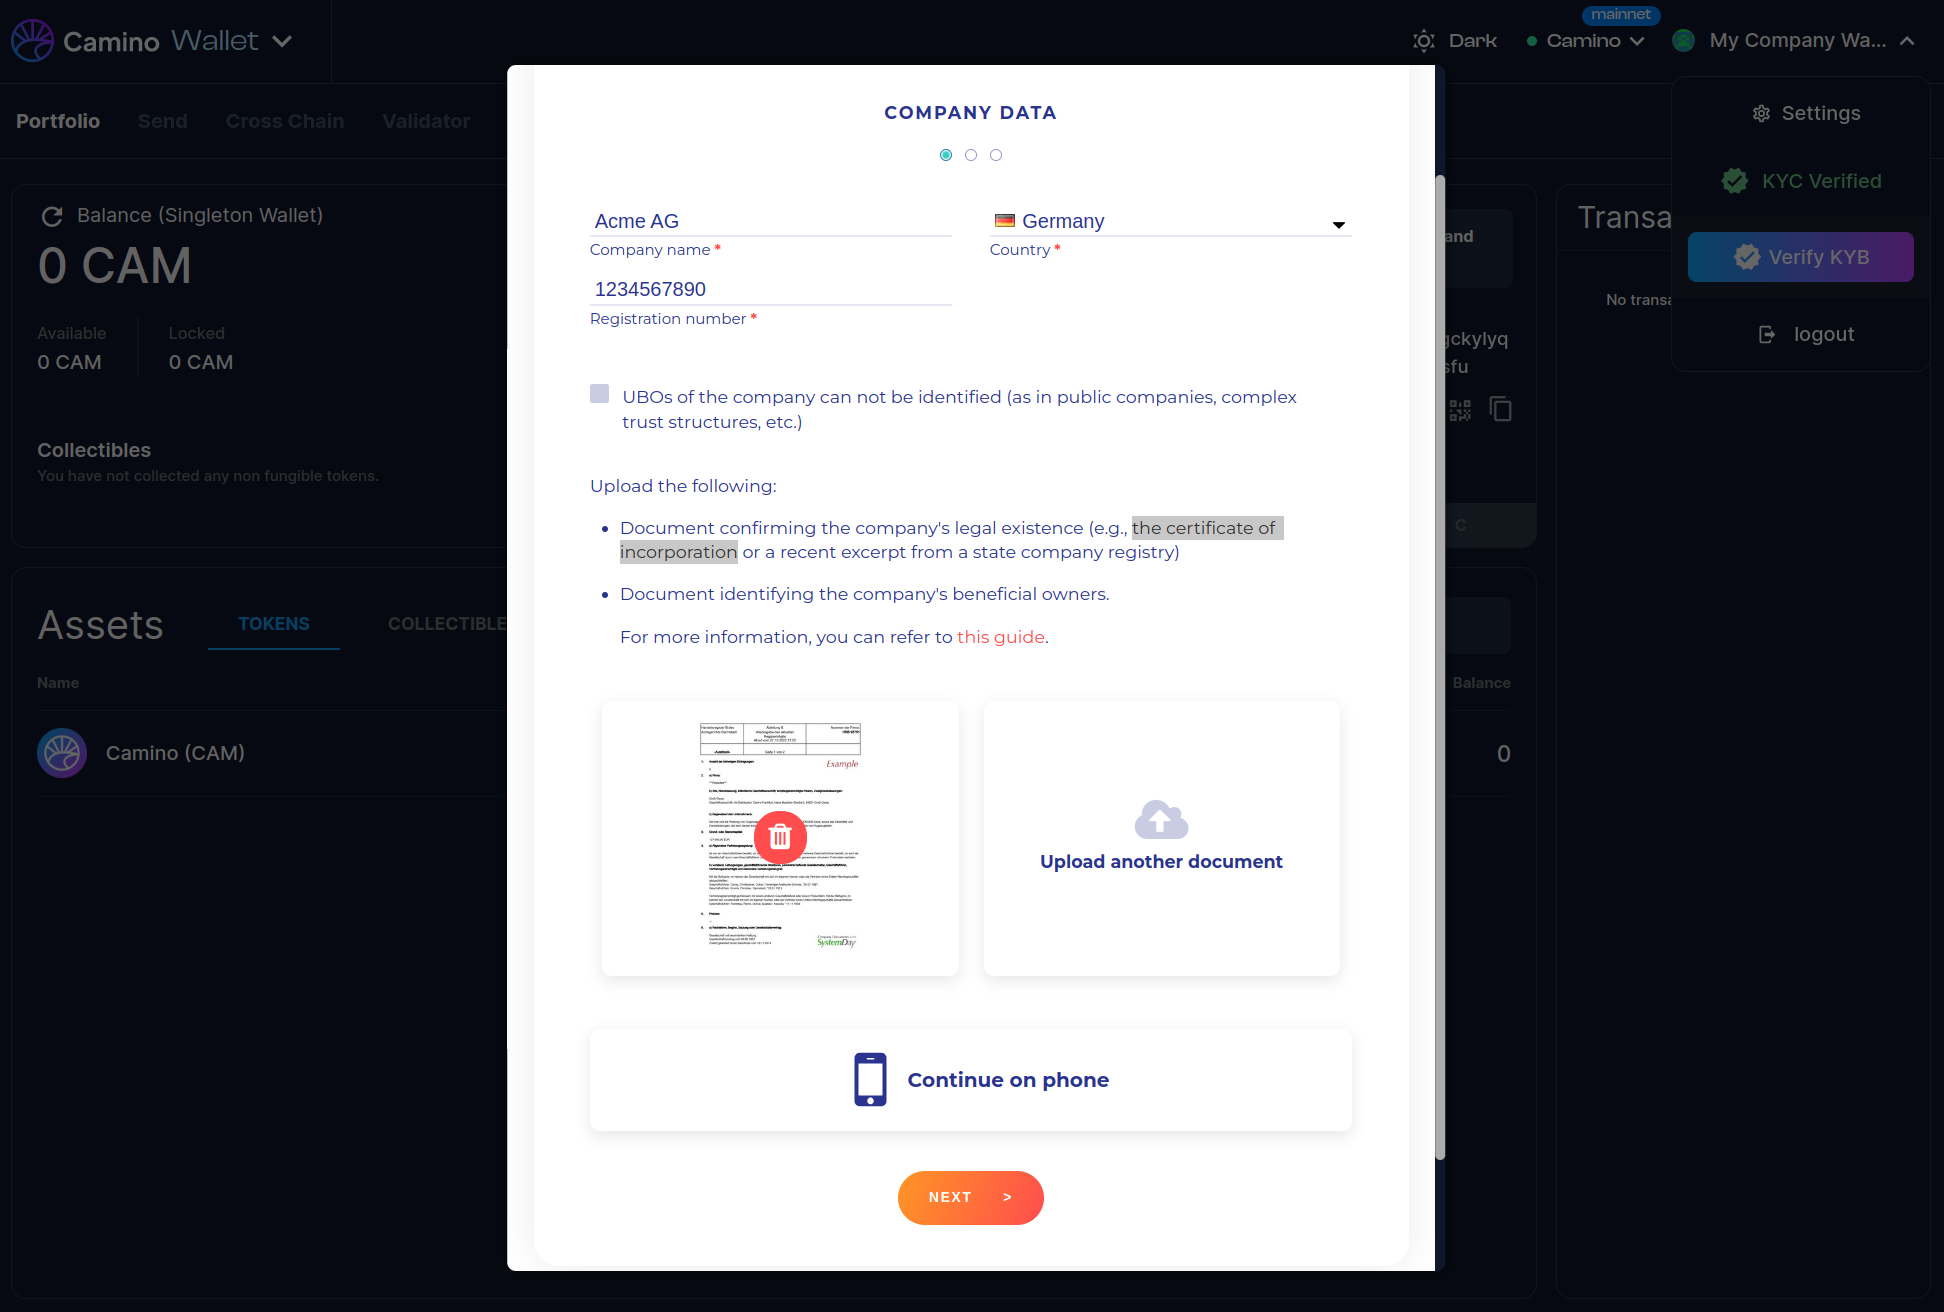 Camino Wallet
mainnet
Dark
Camino
My Company Wa...
Portfolio
Send
Cross Chain
Validator
Settings
KYC Verified
Verify KYB
logout
Balance (Singleton Wallet)
0 CAM
Available
Locked
0 CAM
0 CAM
Collectibles
You have not collected any non fungible tokens.
Assets
TOKENS
COLLECTIBLE
Name
Camino (CAM)
COMPANY DATA
Acme AG
Company name *
Germany
Country *
1234567890
Registration number *
UBOs of the company can not be identified (as in public companies, complex
trust structures, etc.)
Upload the following:
• Document confirming the company's legal existence (e.g., the certificate of
incorporation or a recent excerpt from a state company registry)
• Document identifying the company's beneficial owners.
For more information, you can refer to this guide.
Example
SystemDay
Upload another document
Continue on phone
NEXT >
and
gckylyq
sfu
C
Balance
0
Transa
No transa